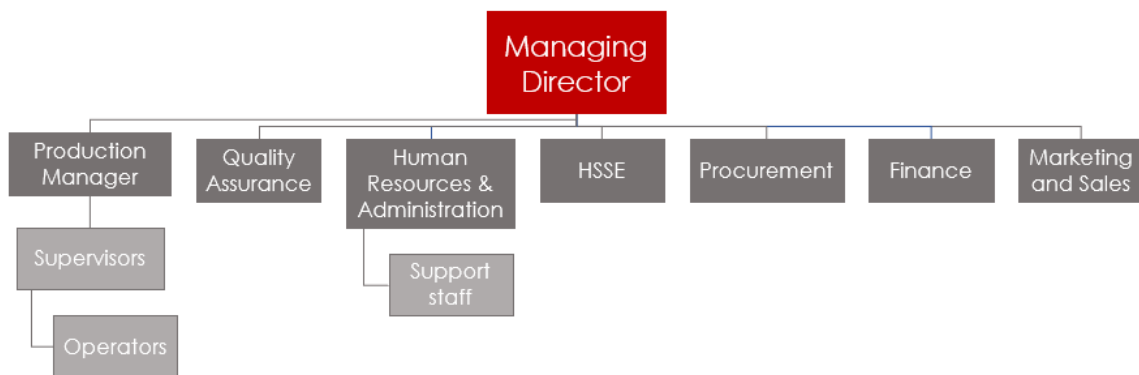 Managing
Director
Production
Manager
Quality
Assurance
Human
Resources &
Administration
HSSE
Procurement
Finance
Marketing
and Sales
Supervisors
Support
staff
Operators